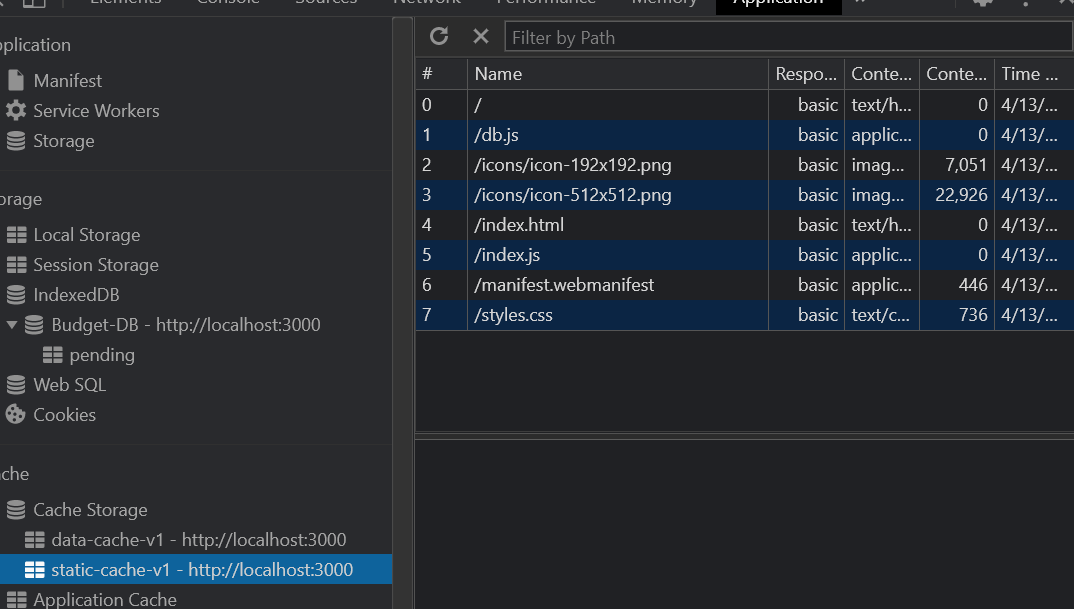 Elements Console Sources Network Performance Memory Application
pplication
Manifest
Service Workers
Storage
orage
Local Storage
Session Storage
IndexedDB
Budget-DB - http://localhost:3000
pending
Web SQL
Cookies
che
Cache Storage
data-cache-v1 - http://localhost:3000
static-cache-v1 - http://localhost:3000
Application Cache
Filter by Path
# Name Respo... Conte... Conte... Time ...
0 / basic text/h... 0 4/13/...
1 /db.js basic applic... 0 4/13/...
2 /icons/icon-192x192.png basic imag... 7,051 4/13/...
3 /icons/icon-512x512.png basic imag... 22,926 4/13/...
4 /index.html basic text/h... 0 4/13/...
5 /index.js basic applic... 0 4/13/...
6 /manifest.webmanifest basic applic... 446 4/13/...
7 /styles.css basic text/c... 736 4/13/...